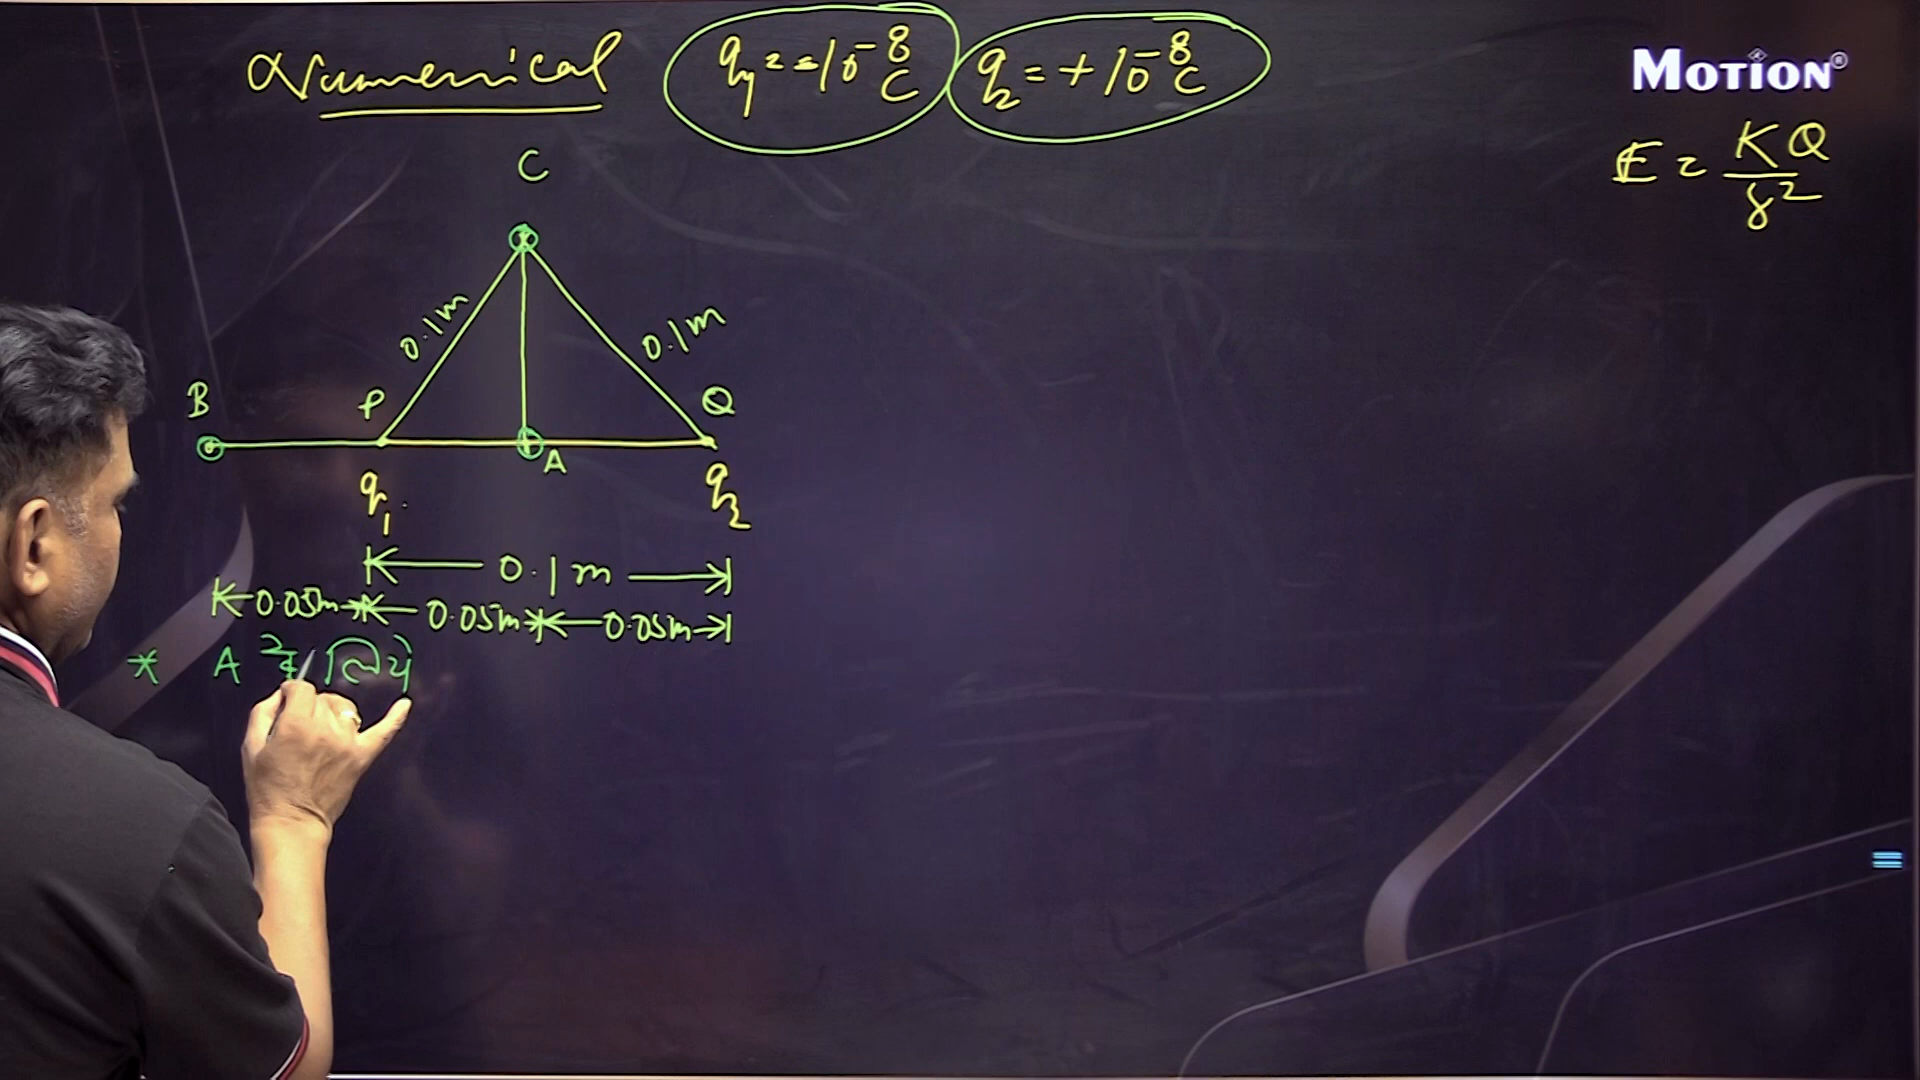 Numerical q₁ = -10⁻⁸ C q₂ = + 10⁻⁸ C
MOTION®
E = KQ / r²
C
0.1m 0.1m
B P Q
A
q₁ q₂
0.1 m
0.05m 0.05m 0.05m
* A के लिये